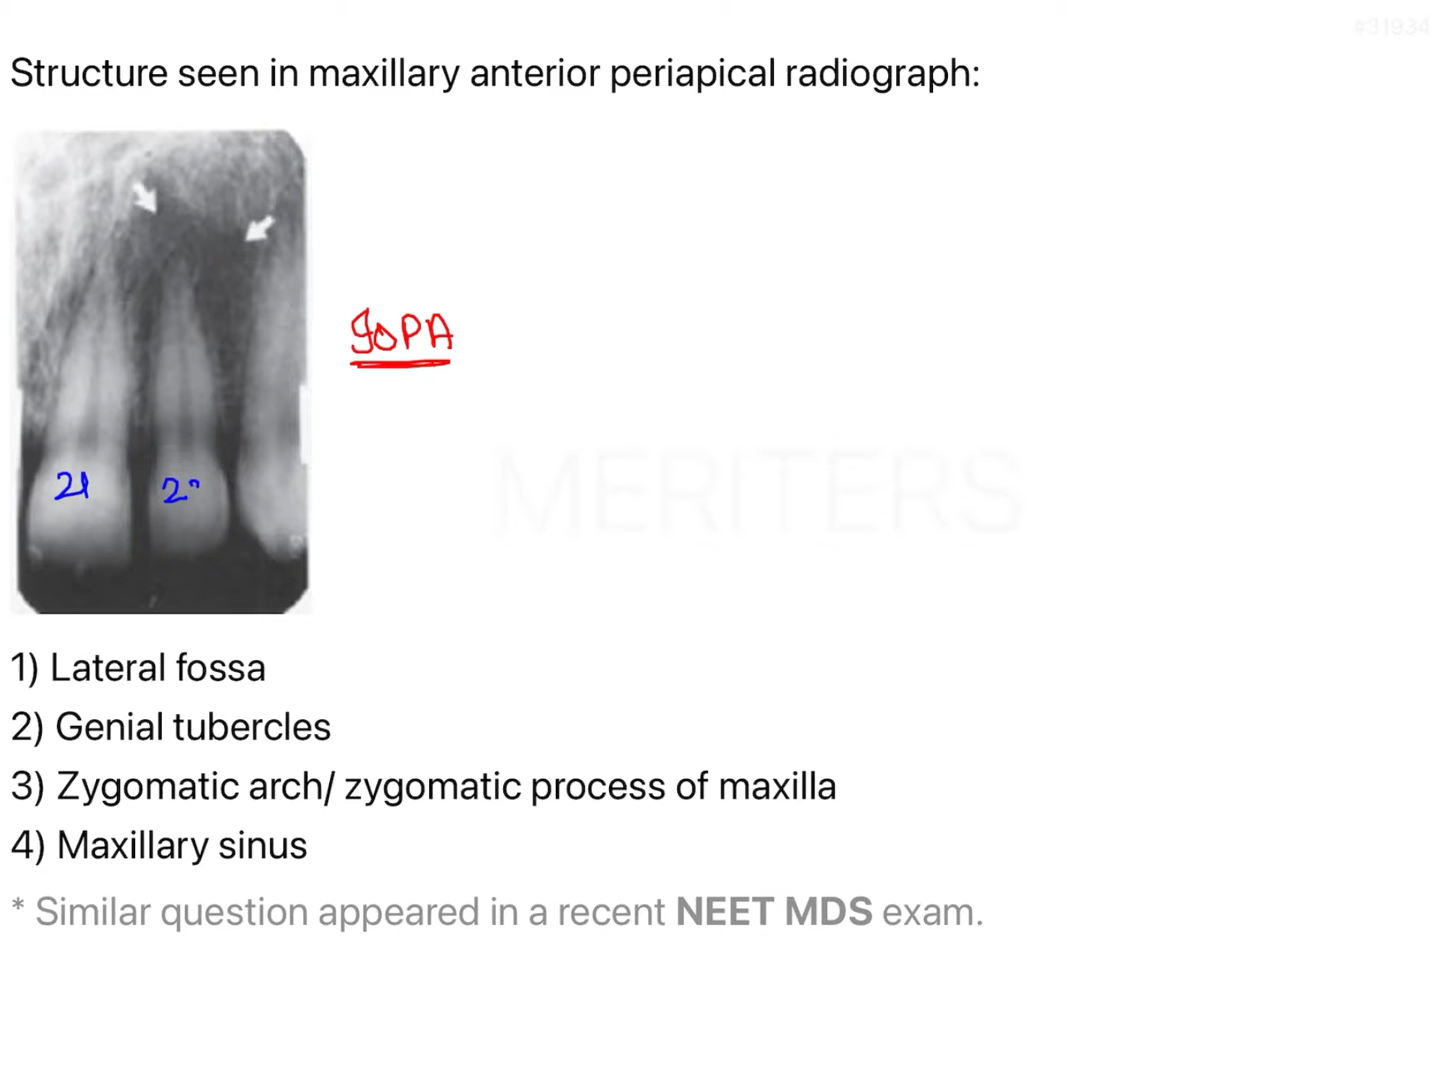 #31934
Structure seen in maxillary anterior periapical radiograph:
IOPA
21
MERITERS
1) Lateral fossa
2) Genial tubercles
3) Zygomatic arch/ zygomatic process of maxilla
4) Maxillary sinus
* Similar question appeared in a recent NEET MDS exam.